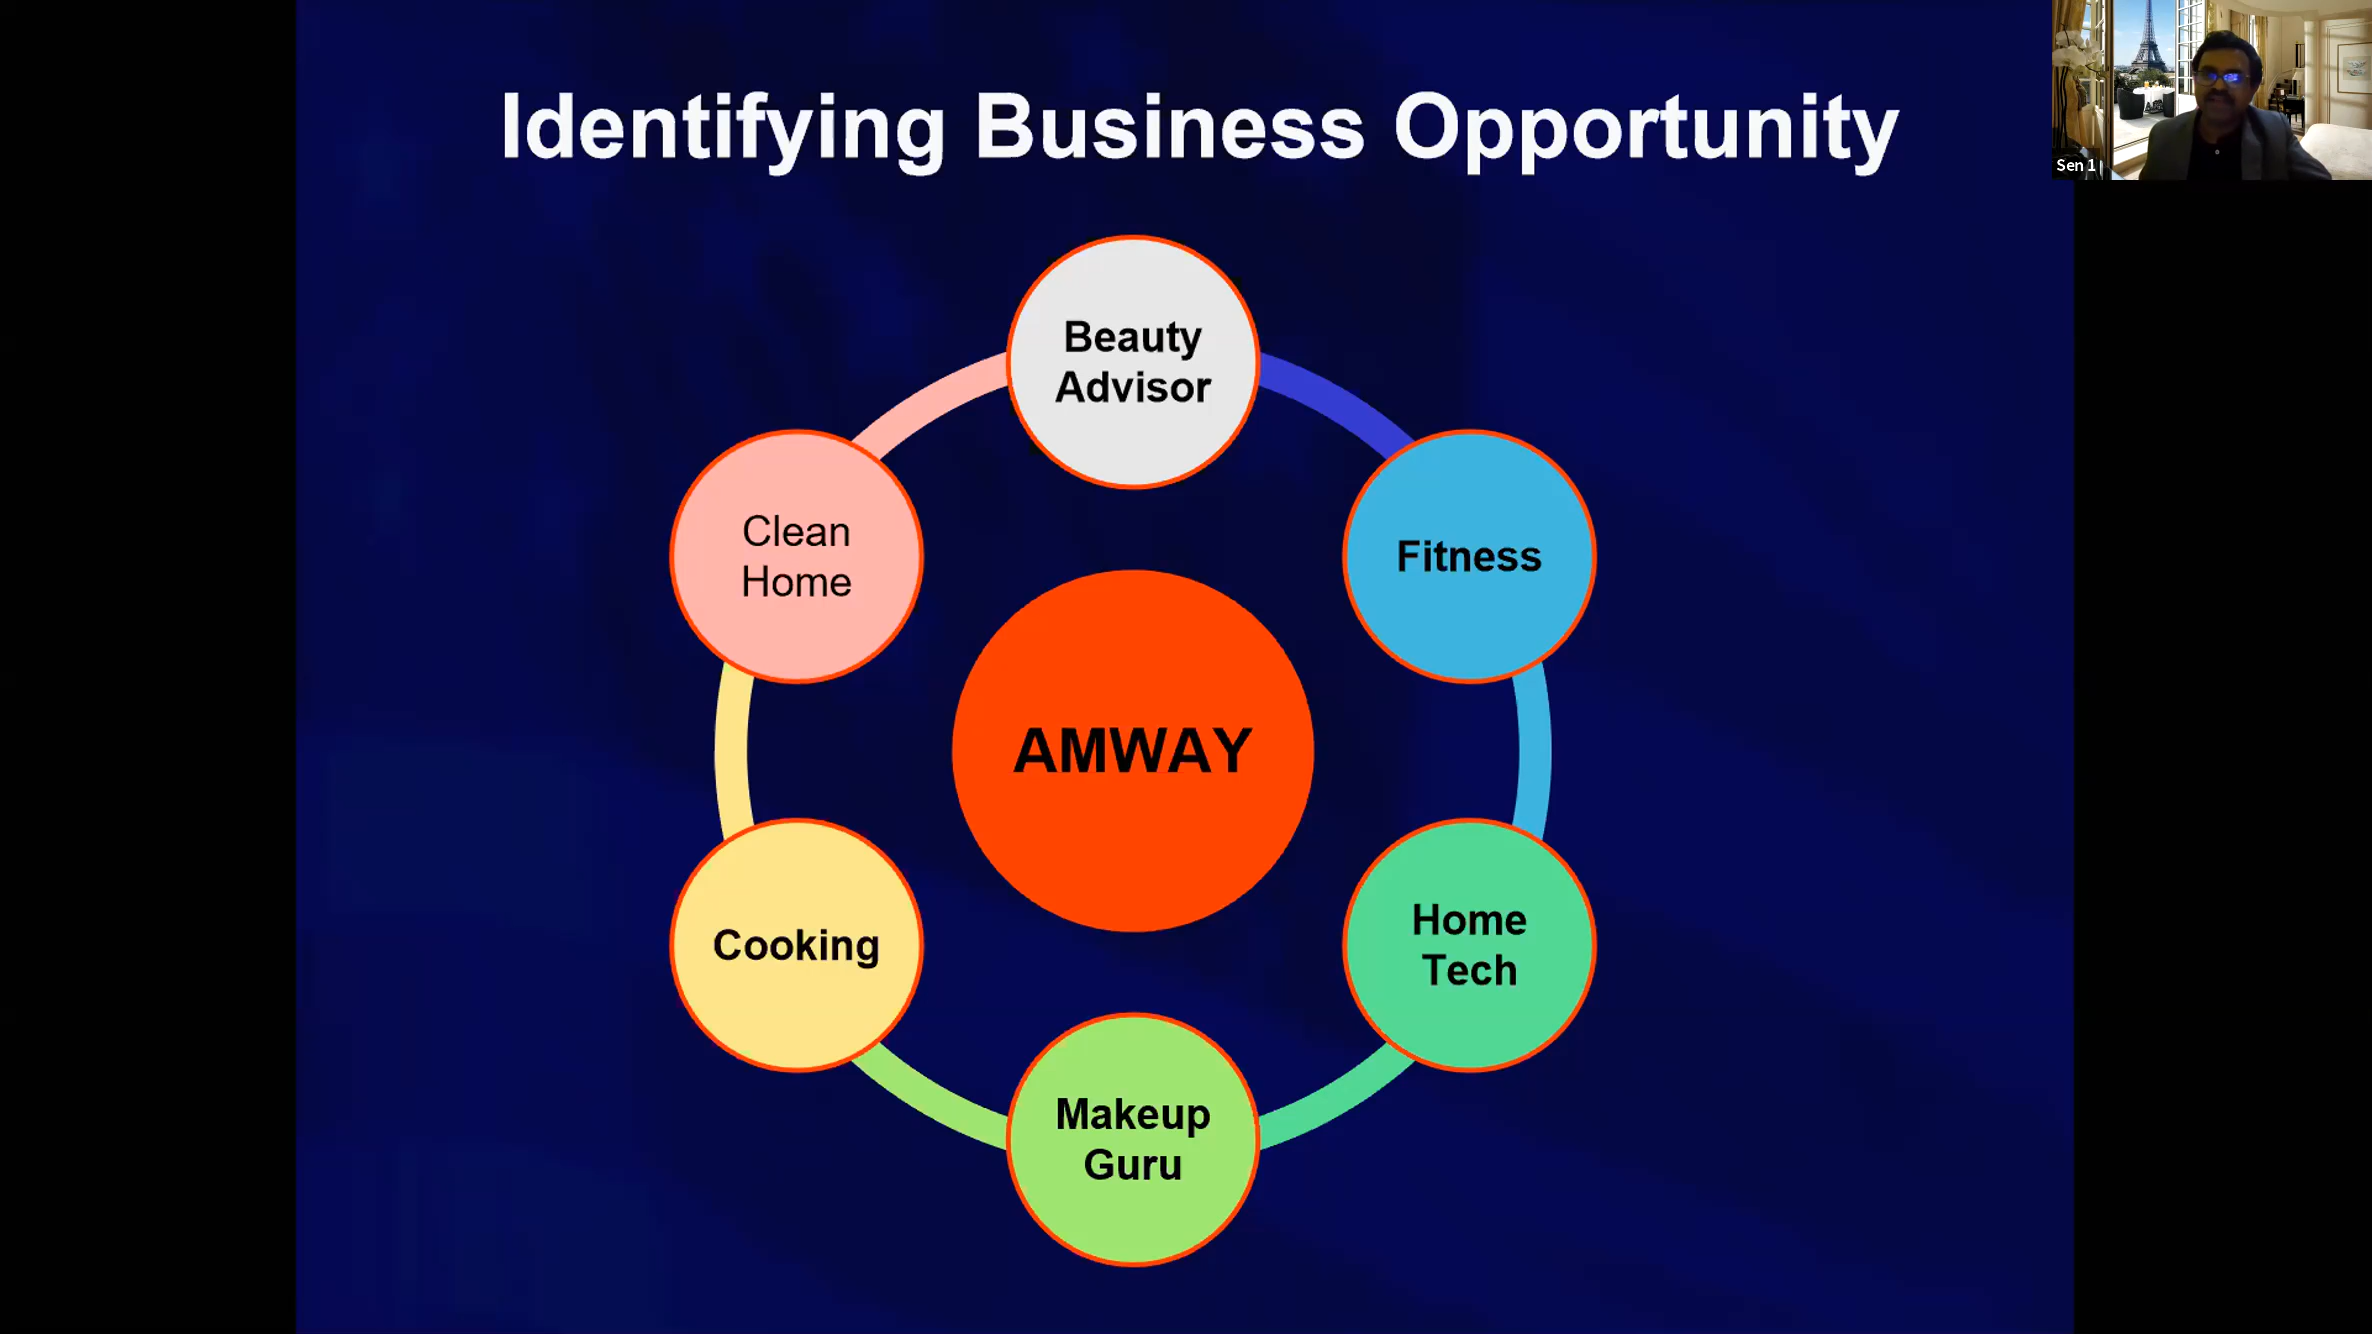 Identifying Business Opportunity
Sen 1
Beauty
Advisor
Clean
Home
Fitness
AMWAY
Cooking
Home
Tech
Makeup
Guru